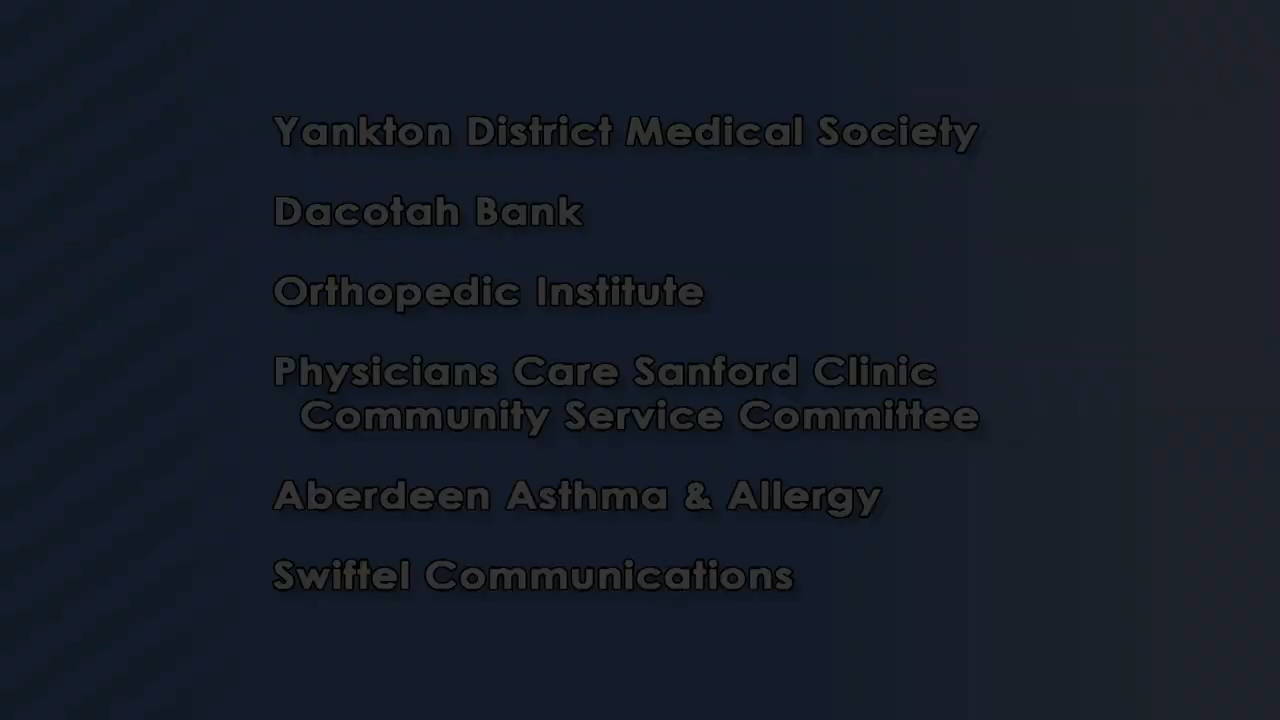 Yankton District Medical Society
Dacotah Bank
Orthopedic Institute
Physicians Care Sanford Clinic
Community Service Committee
Aberdeen Asthma & Allergy
Swiftel Communications